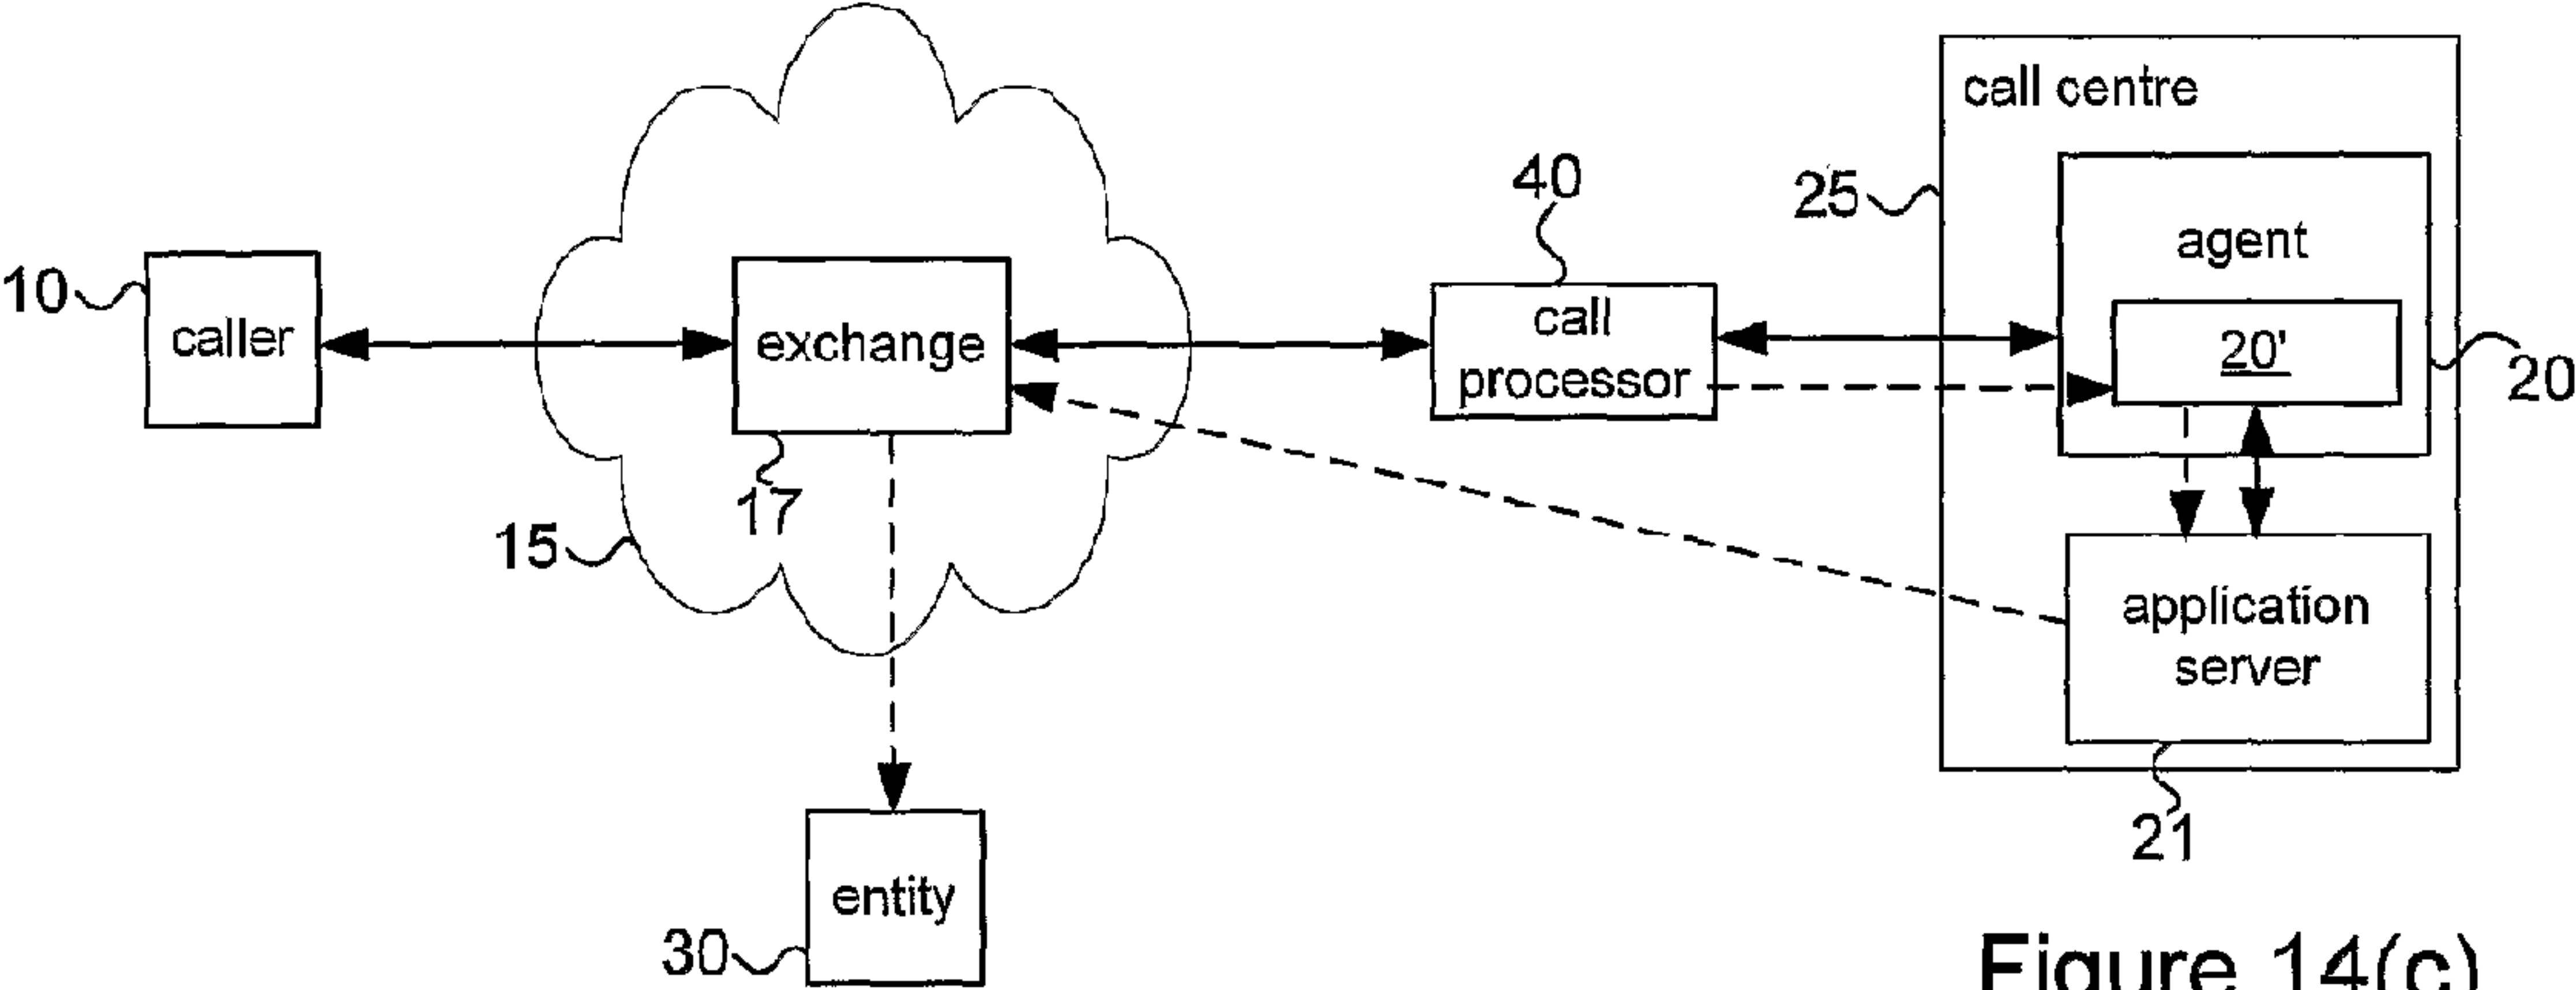 call centre
40
25
agent
10
caller
exchange
call
processor
20'
20
17
15
application
server
21
entity
30
Figure 14(c)